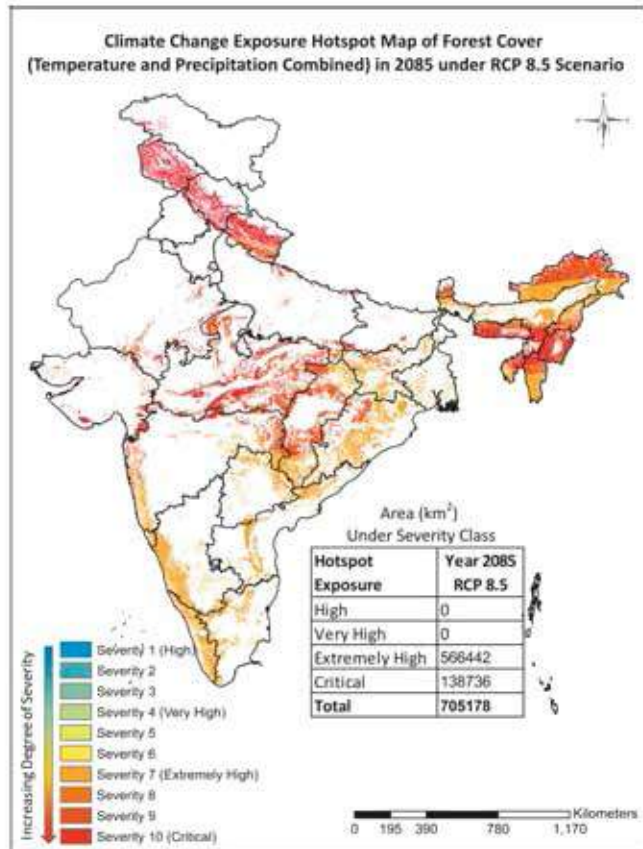 Climate Change Exposure Hotspot Map of Forest Cover
(Temperature and Precipitation Combined) in 2085 under RCP 8.5 Scenario
Area (km²)
Under Severity Class
Hotspot Exposure Year 2085 RCP 8.5
High 0
Very High 0
Extremely High 566442
Critical 138736
Total 705178
Increasing Degree of Severity
Severity 1 (High)
Severity 2
Severity 3
Severity 4 (Very High)
Severity 5
Severity 6
Severity 7 (Extremely High)
Severity 8
Severity 9
Severity 10 (Critical)
Kilometers
0 195 390 780 1,170